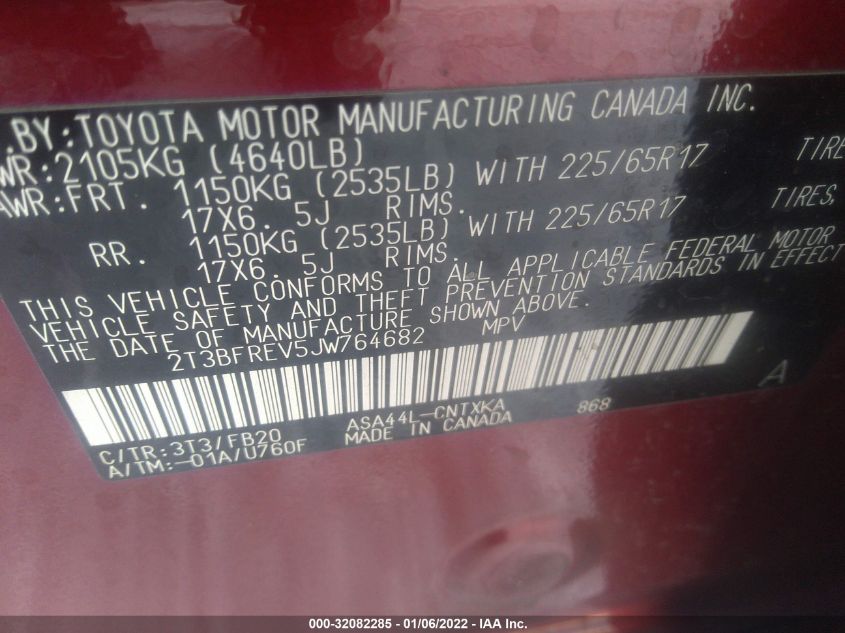 .BY:TOYOTA MOTOR MANUFACTURING CANADA INC.
WR:2105KG (4640LB)
AWR:FRT. 1150KG (2535LB) WITH 225/65R17 TIRE
17X6. 5J RIMS.
RR. 1150KG (2535LB) WITH 225/65R17 TIRES,
17X6. 5J RIMS.
THIS VEHICLE CONFORMS TO ALL APPLICABLE FEDERAL MOTOR
VEHICLE SAFETY AND THEFT PREVENTION STANDARDS IN EFFECT
THE DATE OF MANUFACTURE SHOWN ABOVE.
2T3BFREV5JW764682 MPV
A
C/TR:3T3/FB20 ASA44L-CNTXKA 868
A/TM:-01A/U760F MADE IN CANADA
000-32082285 - 01/06/2022 - IAA Inc.